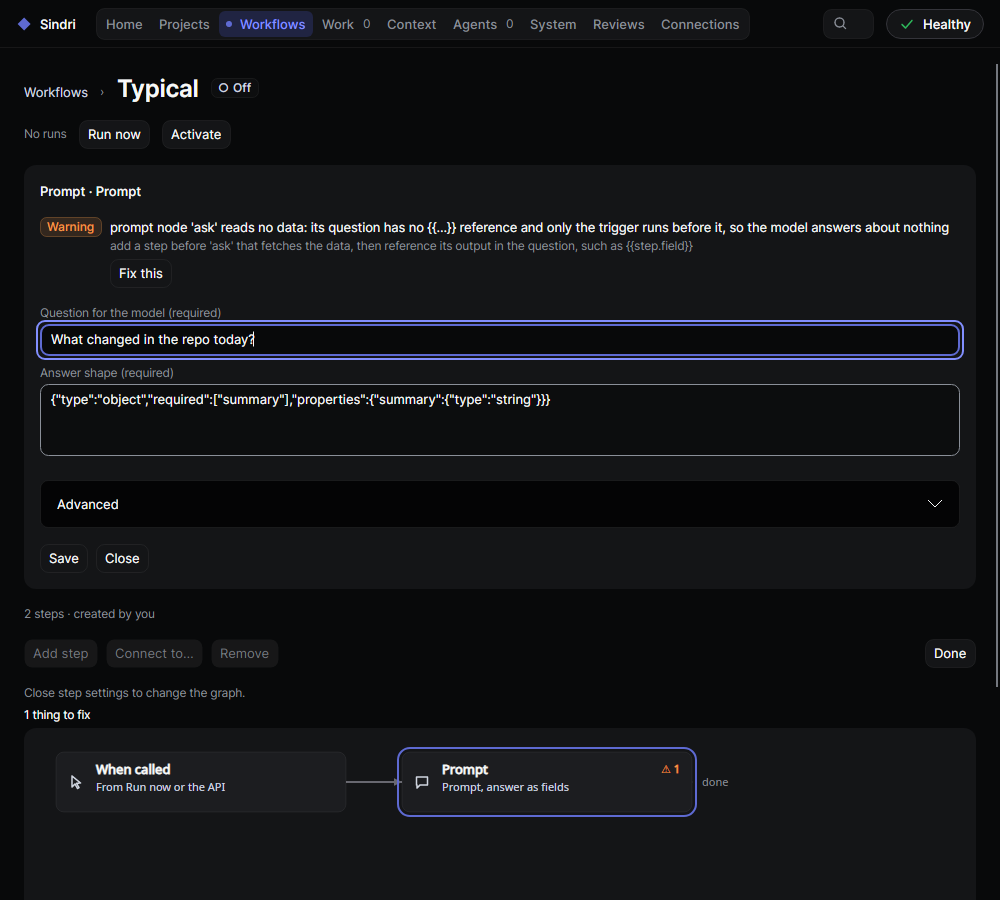 Sindri
Home Projects Workflows Work 0 Context Agents 0 System Reviews Connections
Healthy
Workflows › Typical Off
No runs Run now Activate
Prompt · Prompt
Warning prompt node 'ask' reads no data: its question has no {{...}} reference and only the trigger runs before it, so the model answers about nothing
add a step before 'ask' that fetches the data, then reference its output in the question, such as {{step.field}}
Fix this
Question for the model (required)
What changed in the repo today?
Answer shape (required)
{"type":"object","required":["summary"],"properties":{"summary":{"type":"string"}}}
Advanced
Save Close
2 steps · created by you
Add step Connect to... Remove Done
Close step settings to change the graph.
1 thing to fix
When called
From Run now or the API
Prompt ⚠ 1
Prompt, answer as fields
done